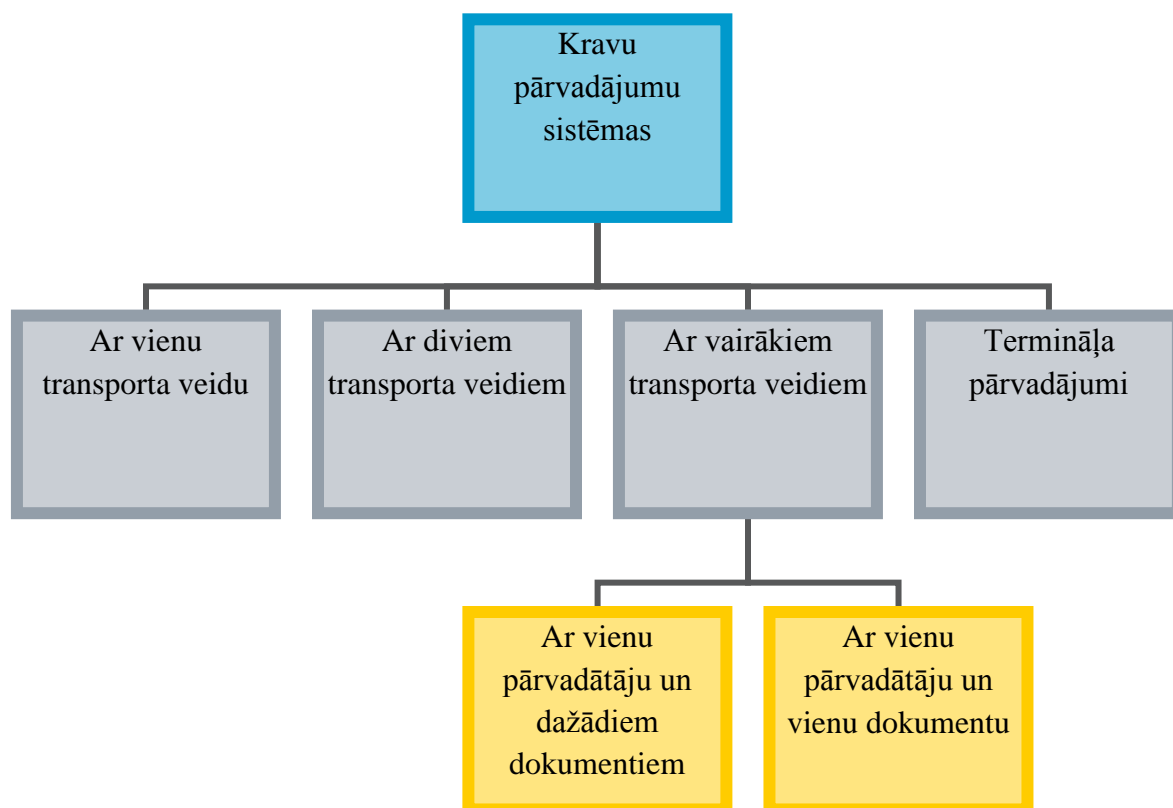 Kravu
pārvadājumu
sistēmas
Ar vienu
transporta veidu
Ar diviem
transporta veidiem
Ar vairākiem
transporta veidiem
Termināļa
pārvadājumi
Ar vienu
pārvadātāju un
dažādiem
dokumentiem
Ar vienu
pārvadātāju un
vienu dokumentu